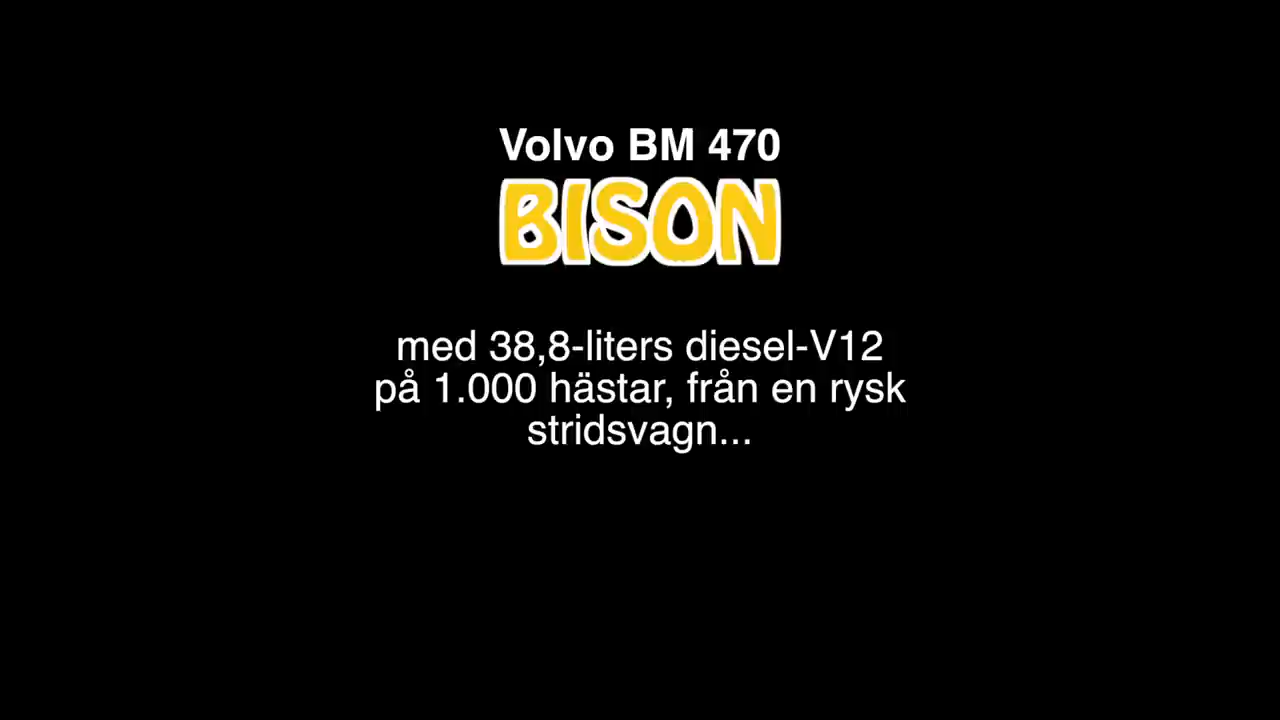 Volvo BM 470
BISON
med 38,8-liters diesel-V12
på 1.000 hästar, från en rysk
stridsvagn...